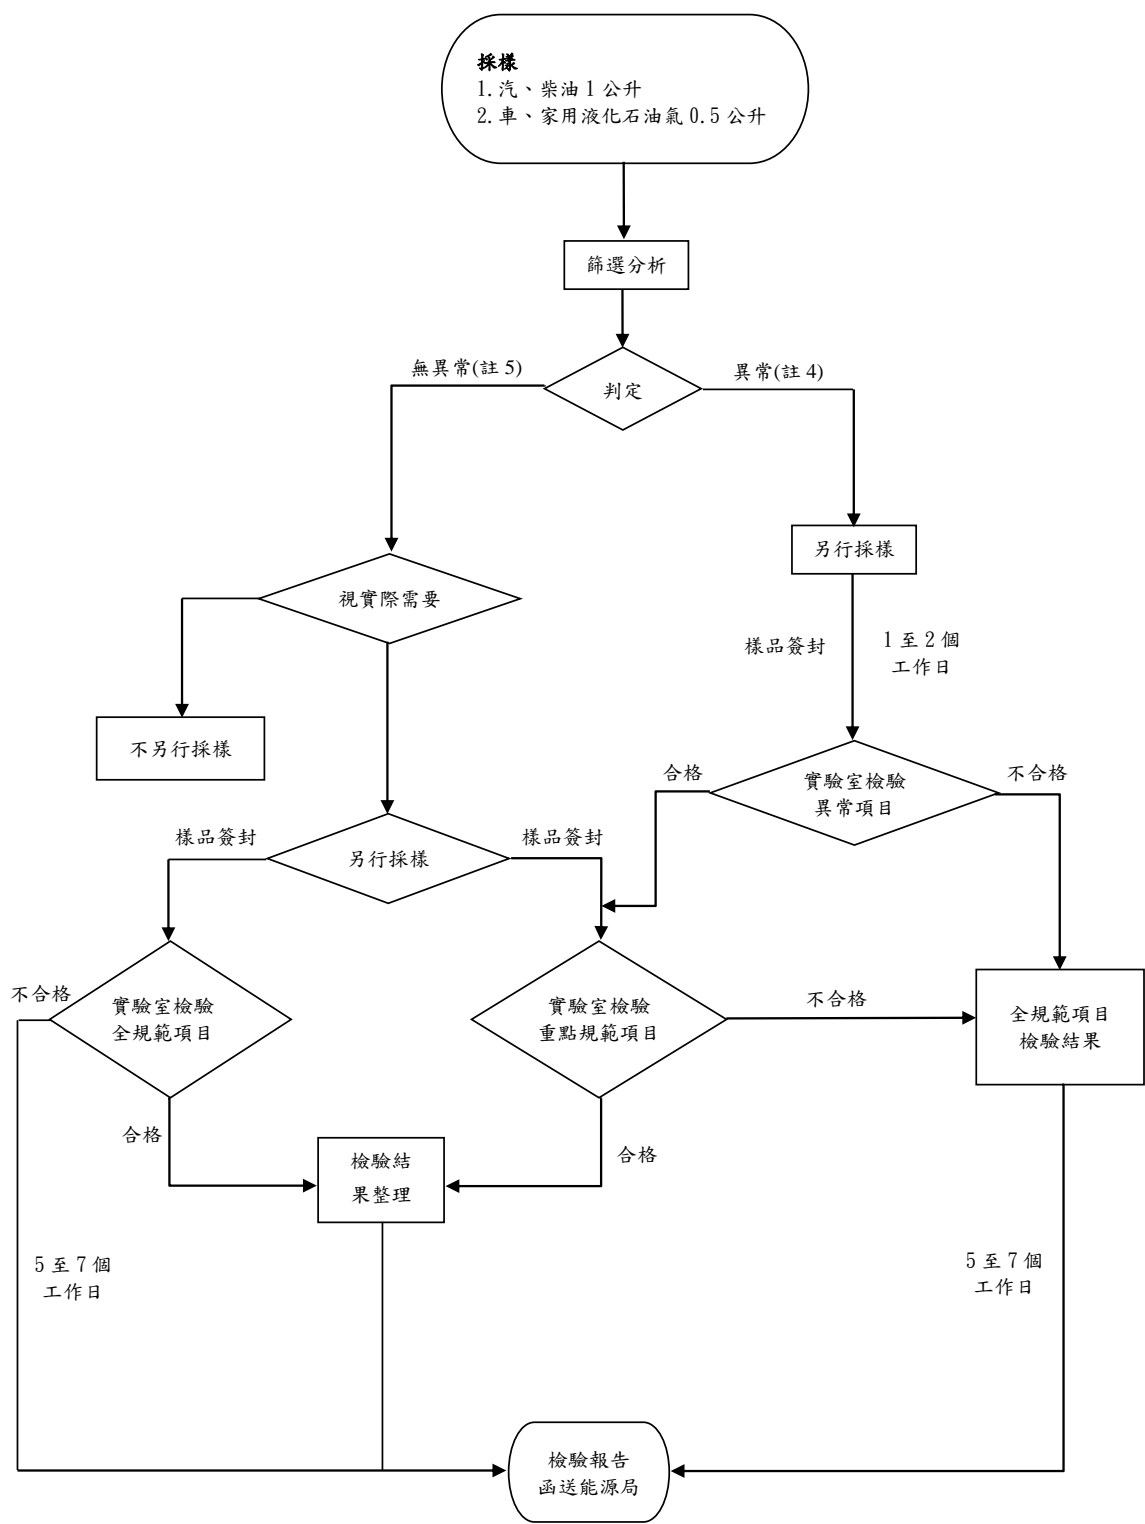 採樣
1. 汽、柴油 1 公升
2. 車、家用液化石油氣 0.5 公升
篩選分析
無異常(註 5)
異常(註 4)
判定
另行採樣
視實際需要
樣品簽封
1 至 2 個
工作日
不另行採樣
合格
實驗室檢驗
異常項目
不合格
樣品簽封
另行採樣
樣品簽封
不合格
實驗室檢驗
全規範項目
實驗室檢驗
重點規範項目
不合格
全規範項目
檢驗結果
合格
檢驗結
果整理
合格
5 至 7 個
工作日
5 至 7 個
工作日
檢驗報告
函送能源局